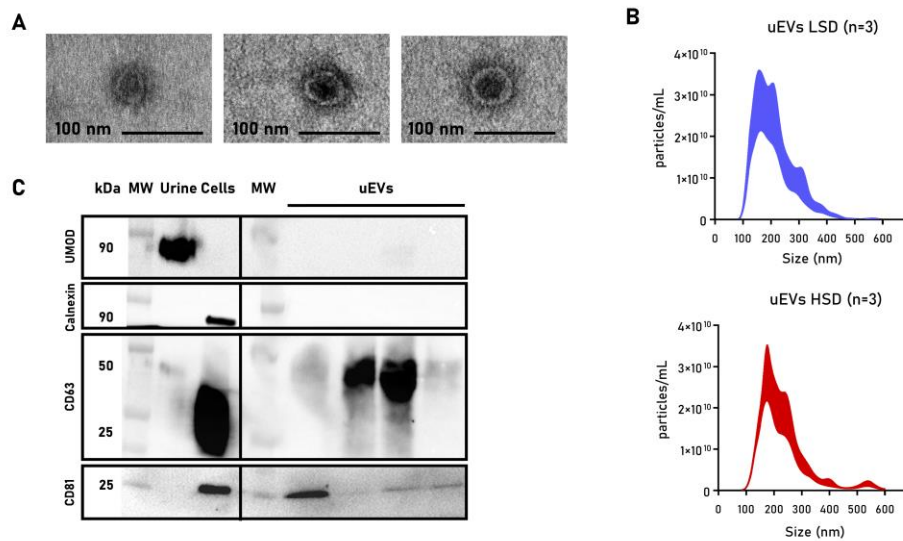 A
100 nm
100 nm
100 nm
B
uEVs LSD (n=3)
particles/mL
4×10¹⁰
3×10¹⁰
2×10¹⁰
1×10¹⁰
0
0 100 200 300 400 500 600
Size (nm)
uEVs HSD (n=3)
particles/mL
4×10¹⁰
3×10¹⁰
2×10¹⁰
1×10¹⁰
0
0 100 200 300 400 500 600
Size (nm)
C
kDa MW Urine Cells MW uEVs
UMOD
90
Calnexin
90
CD63
50
25
CD81
25